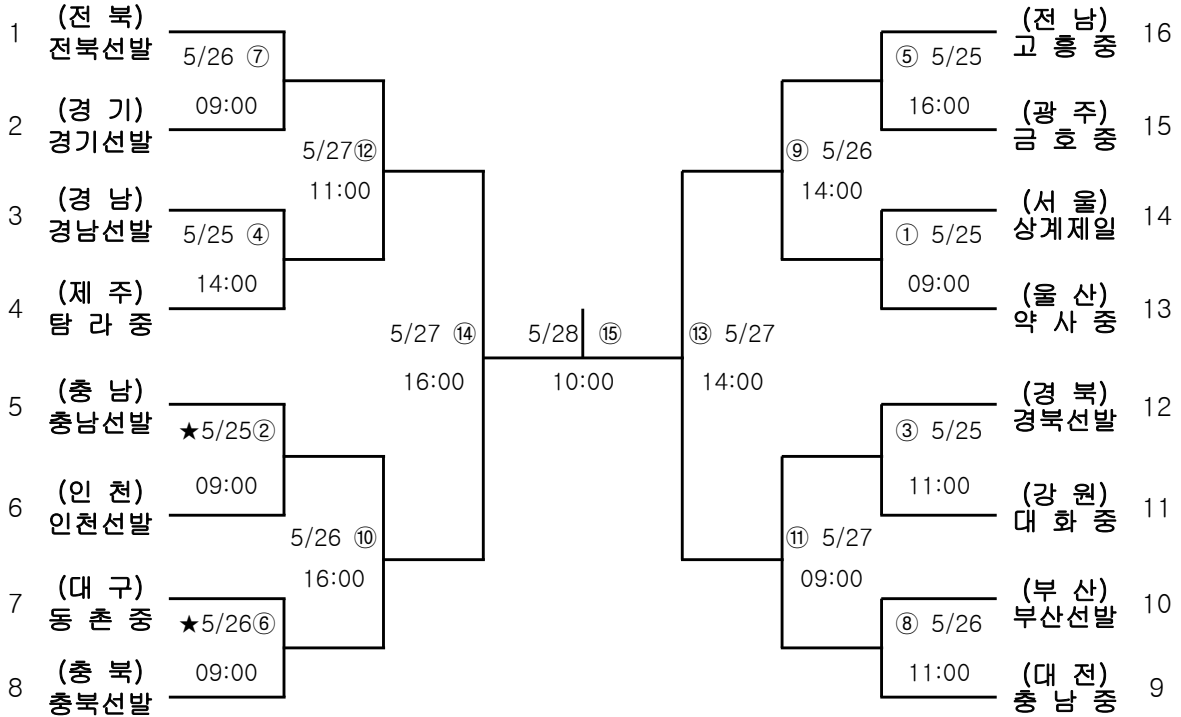 1 (전 북)
전북선발
5/26 ⑦
09:00
2 (경 기)
경기선발
5/27⑫
11:00
3 (경 남)
경남선발
5/25 ④
14:00
4 (제 주)
탐 라 중
5/27 ⑭
16:00
5 (충 남)
충남선발
★5/25②
09:00
6 (인 천)
인천선발
5/26 ⑩
16:00
7 (대 구)
동 촌 중
★5/26⑥
09:00
8 (충 북)
충북선발
5/28 ⑮
10:00
(전 남) 16
고 흥 중
⑤ 5/25
16:00
(광 주) 15
금 호 중
⑨ 5/26
14:00
(서 울) 14
상계제일
① 5/25
09:00
(울 산) 13
약 사 중
⑬ 5/27
14:00
(경 북) 12
경북선발
③ 5/25
11:00
(강 원) 11
대 화 중
⑪ 5/27
09:00
(부 산) 10
부산선발
⑧ 5/26
11:00
(대 전) 9
충 남 중